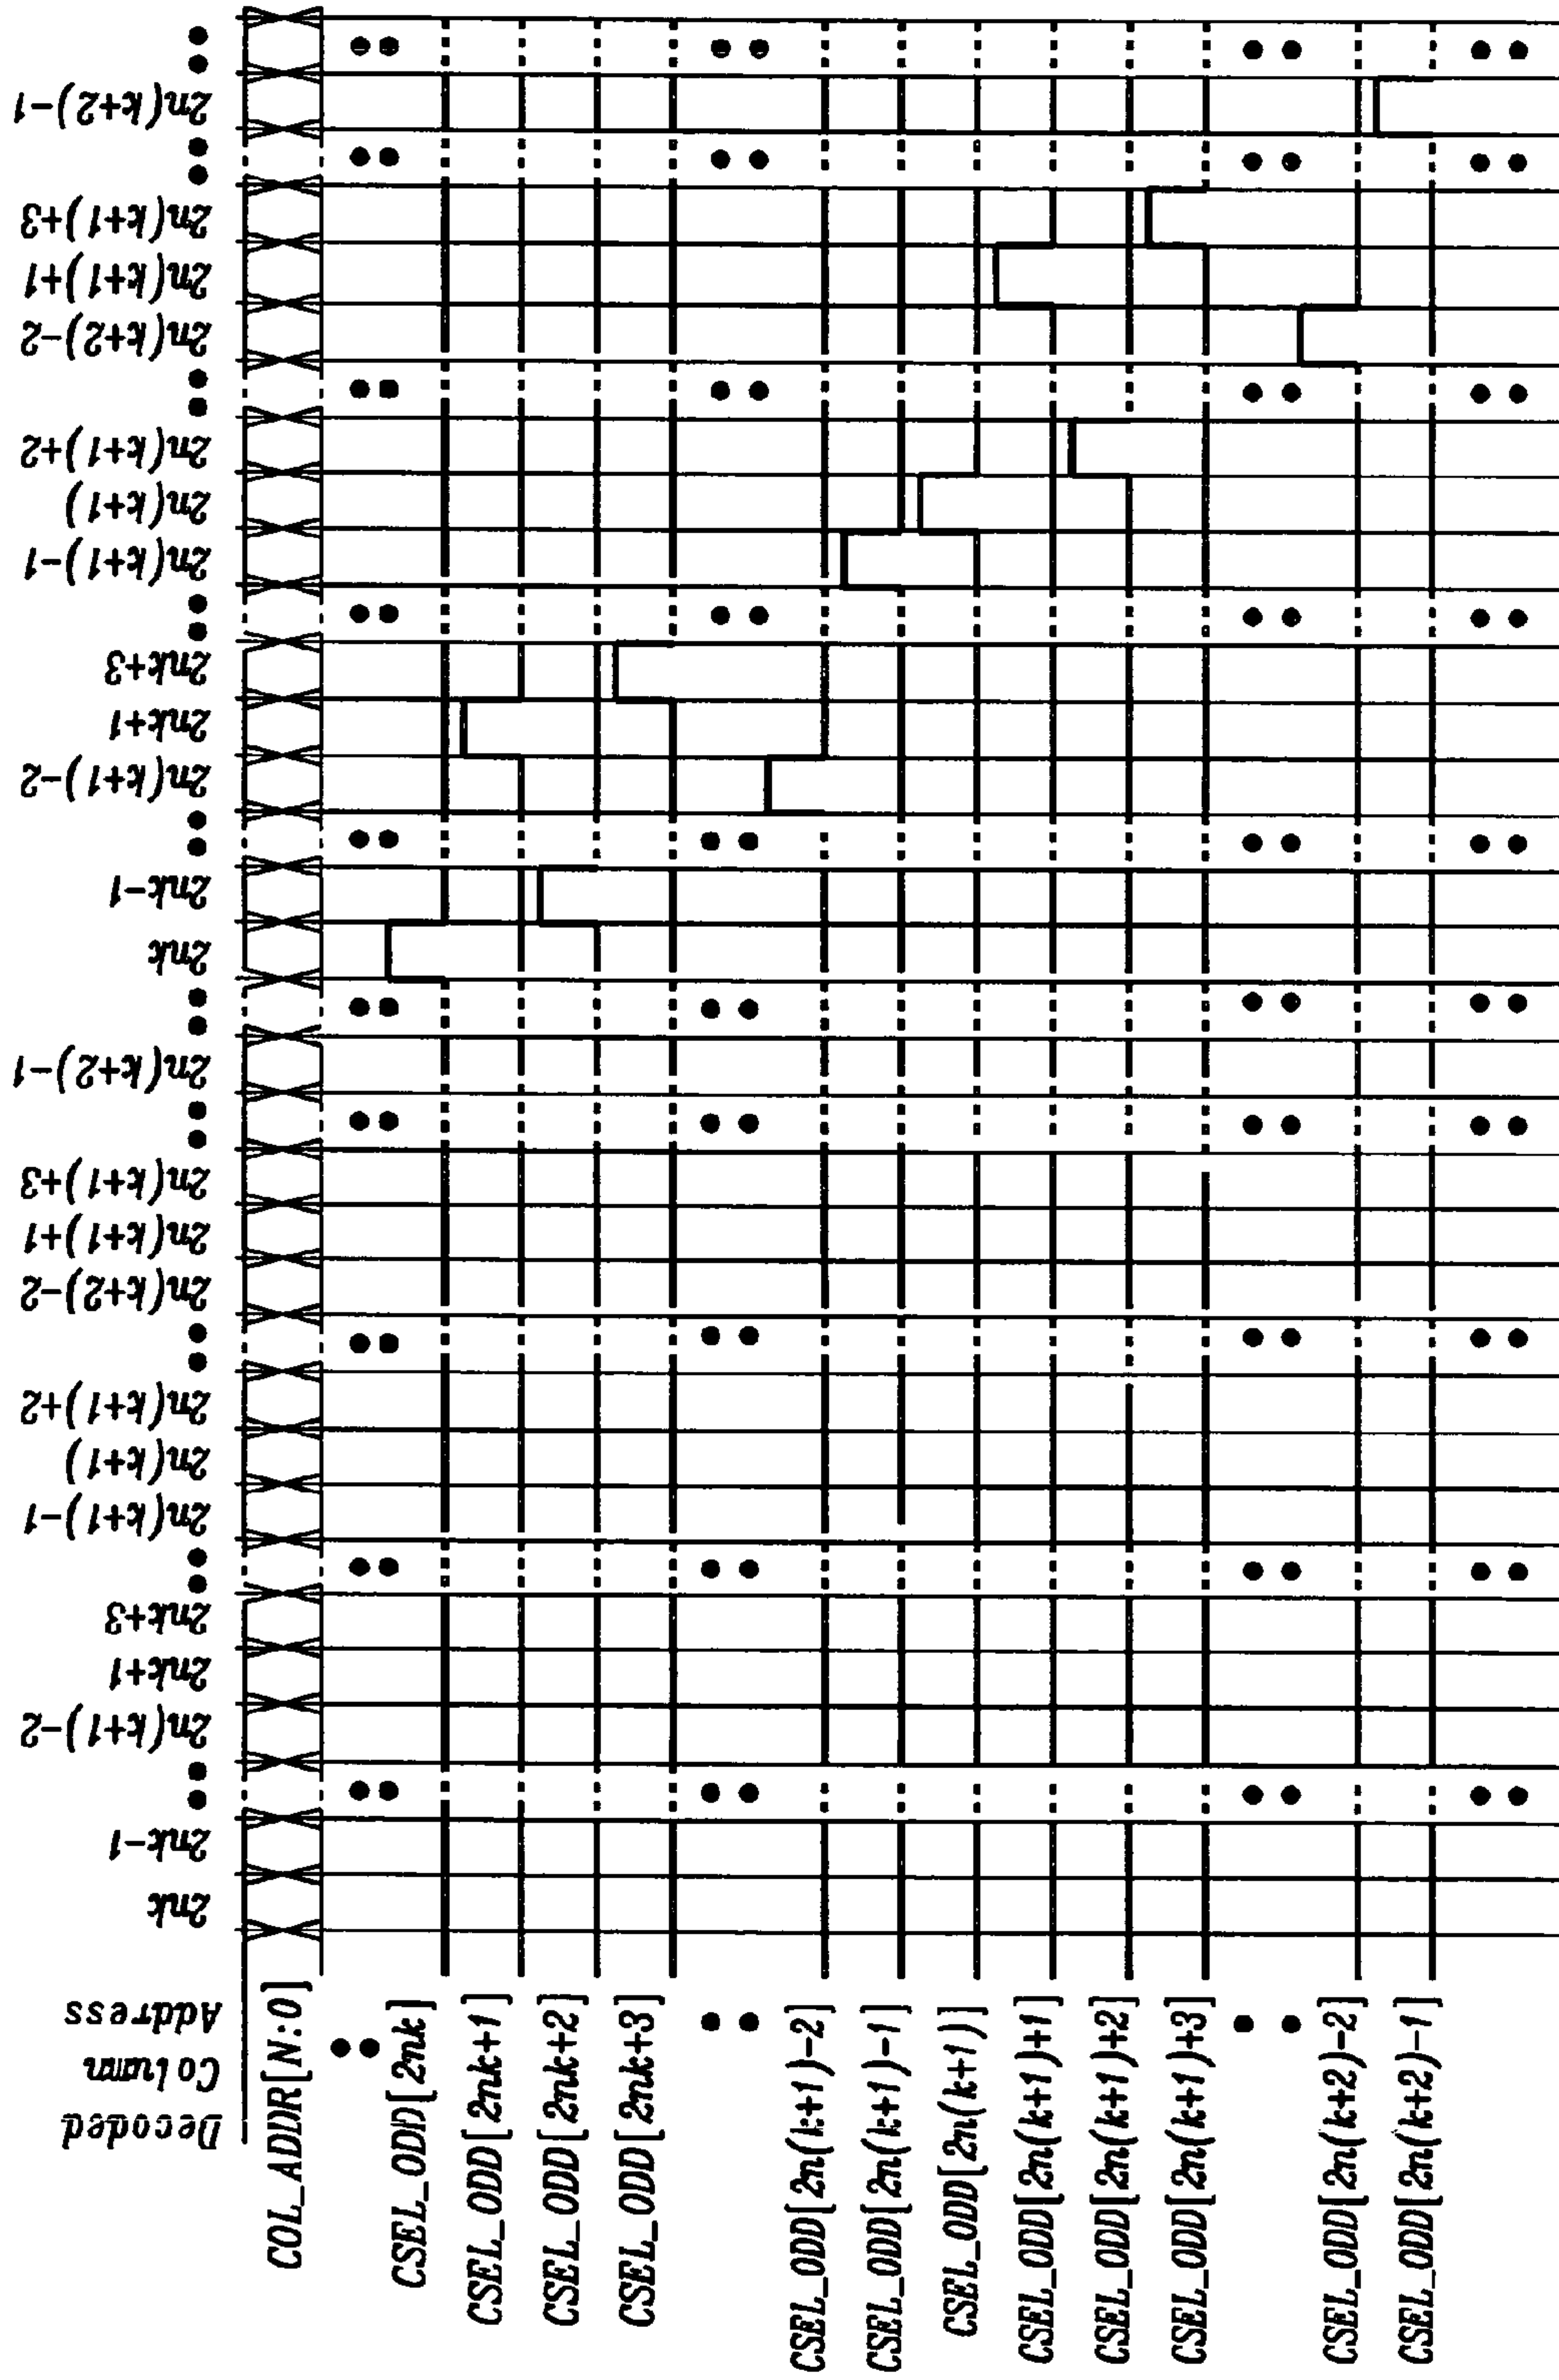 Decoded
Column
Address
2nk
2nk-1
2n(k+1)-2
2nk+1
2nk+3
2n(k+1)-1
2n(k+1)
2n(k+1)+2
2n(k+2)-2
2n(k+1)+1
2n(k+1)+3
2n(k+2)-1
2nk
2nk-1
2n(k+1)-2
2nk+1
2nk+3
2n(k+1)-1
2n(k+1)
2n(k+1)+2
2n(k+2)-2
2n(k+1)+1
2n(k+1)+3
2n(k+2)-1
COL_ADDR[N:0]
CSEL_ODD[2nk]
CSEL_ODD[2nk+1]
CSEL_ODD[2nk+2]
CSEL_ODD[2nk+3]
CSEL_ODD[2n(k+1)-2]
CSEL_ODD[2n(k+1)-1]
CSEL_ODD[2n(k+1)]
CSEL_ODD[2n(k+1)+1]
CSEL_ODD[2n(k+1)+2]
CSEL_ODD[2n(k+1)+3]
CSEL_ODD[2n(k+2)-2]
CSEL_ODD[2n(k+2)-1]